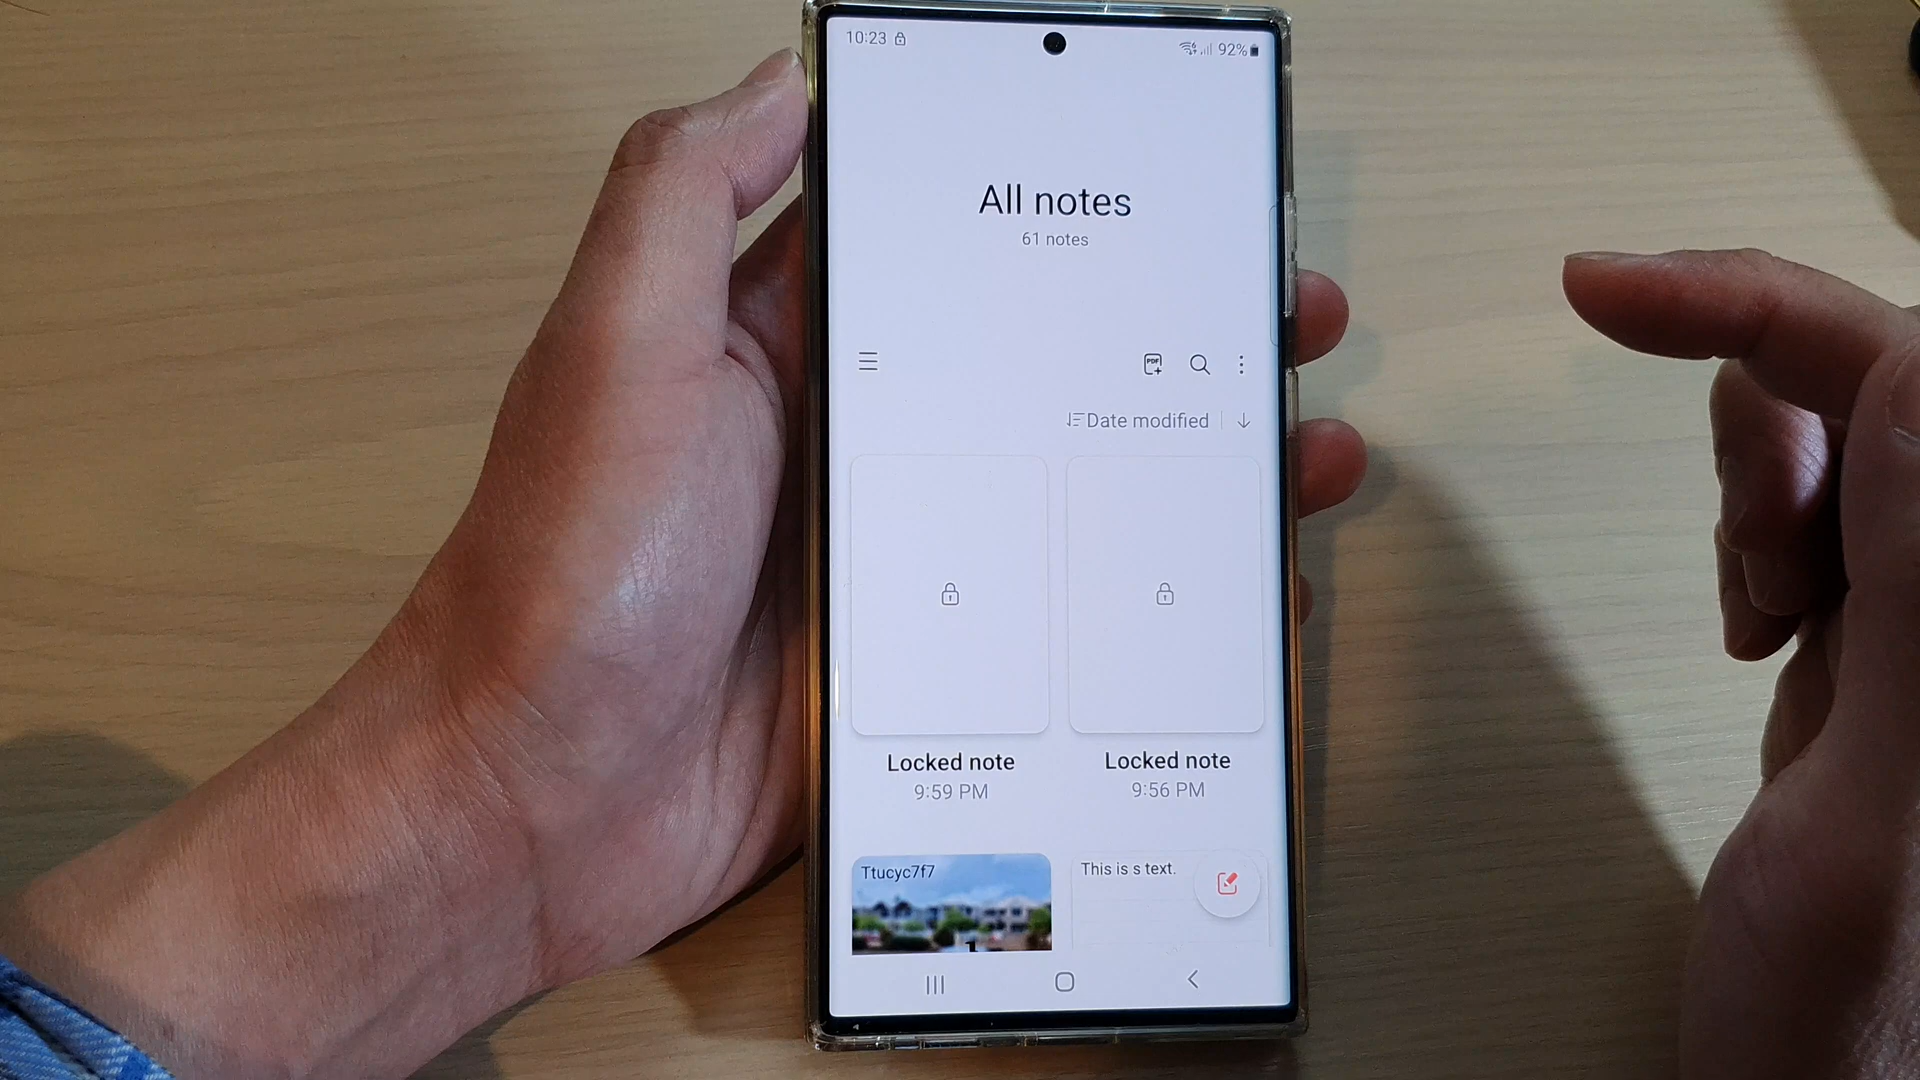 10:23
92%
All notes
61 notes
PDF
Date modified
Locked note
9:59 PM
Locked note
9:56 PM
Ttucyc7f7
This is s text.